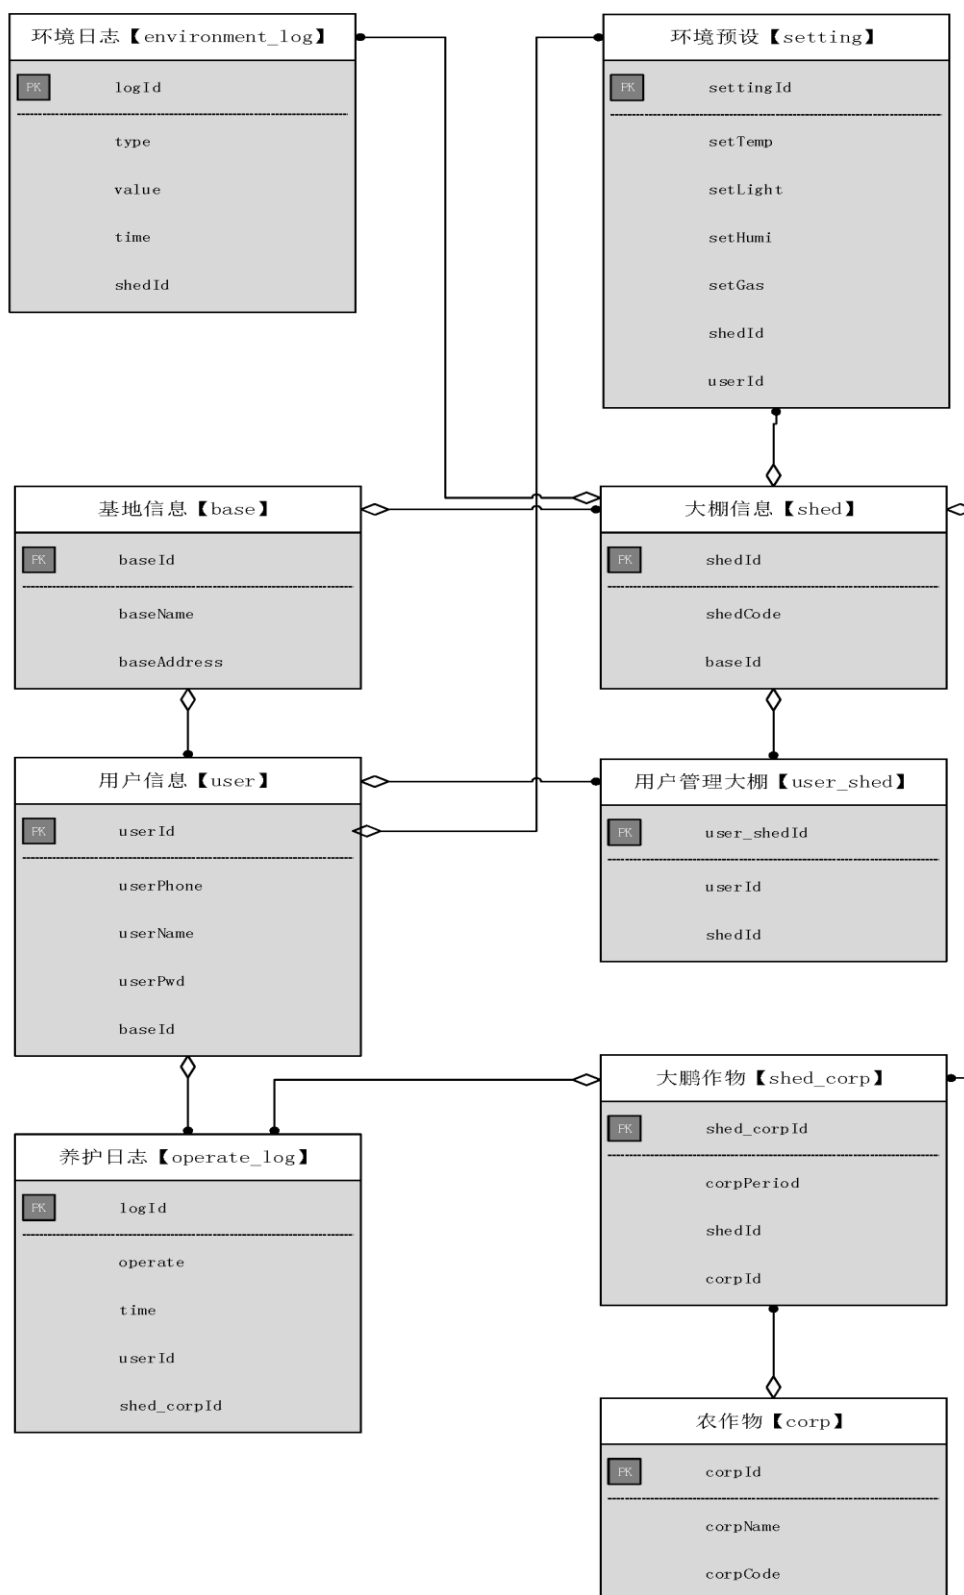 环境日志【environment_log】
PK logId
type
value
time
shedId
环境预设【setting】
PK settingId
setTemp
setLight
setHumi
setGas
shedId
userId
基地信息【base】
PK baseId
baseName
baseAddress
大棚信息【shed】
PK shedId
shedCode
baseId
用户信息【user】
PK userId
userPhone
userName
userPwd
baseId
用户管理大棚【user_shed】
PK user_shedId
userId
shedId
养护日志【operate_log】
PK logId
operate
time
userId
shed_corpId
大鹏作物【shed_corp】
PK shed_corpId
corpPeriod
shedId
corpId
农作物【corp】
PK corpId
corpName
corpCode